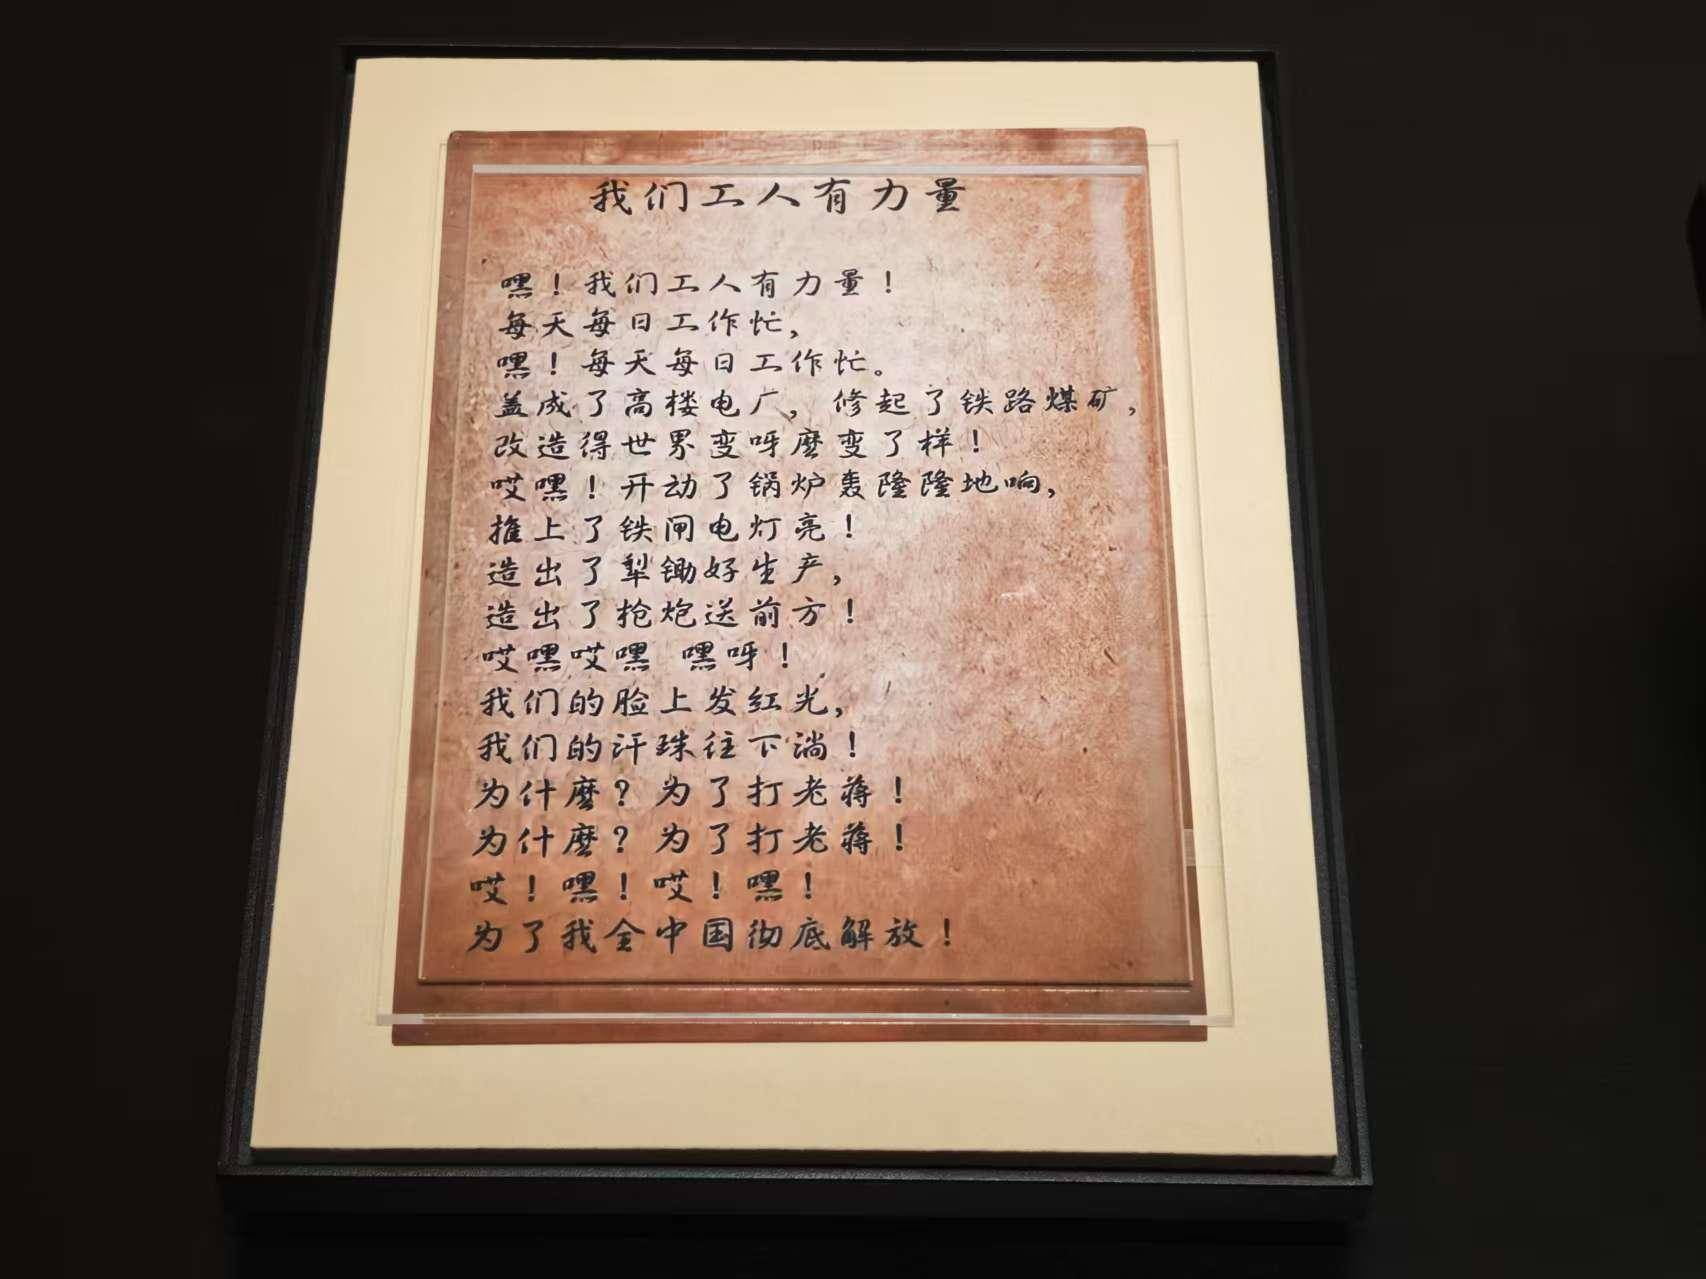 我们工人有力量
嘿！我们工人有力量！
每天每日工作忙，
嘿！每天每日工作忙。
盖成了高楼电厂，修起了铁路煤矿，
改造得世界变呀麽变了样！
哎嘿！开动了锅炉轰隆隆地响，
推上了铁闸电灯亮！
造出了犁锄好生产，
造出了抢炮送前方！
哎嘿哎嘿 嘿呀！
我们的脸上发红光，
我们的汗珠往下淌！
为什麽？为了打老蒋！
为什麽？为了打老蒋！
哎！嘿！哎！嘿！
为了我全中国彻底解放！